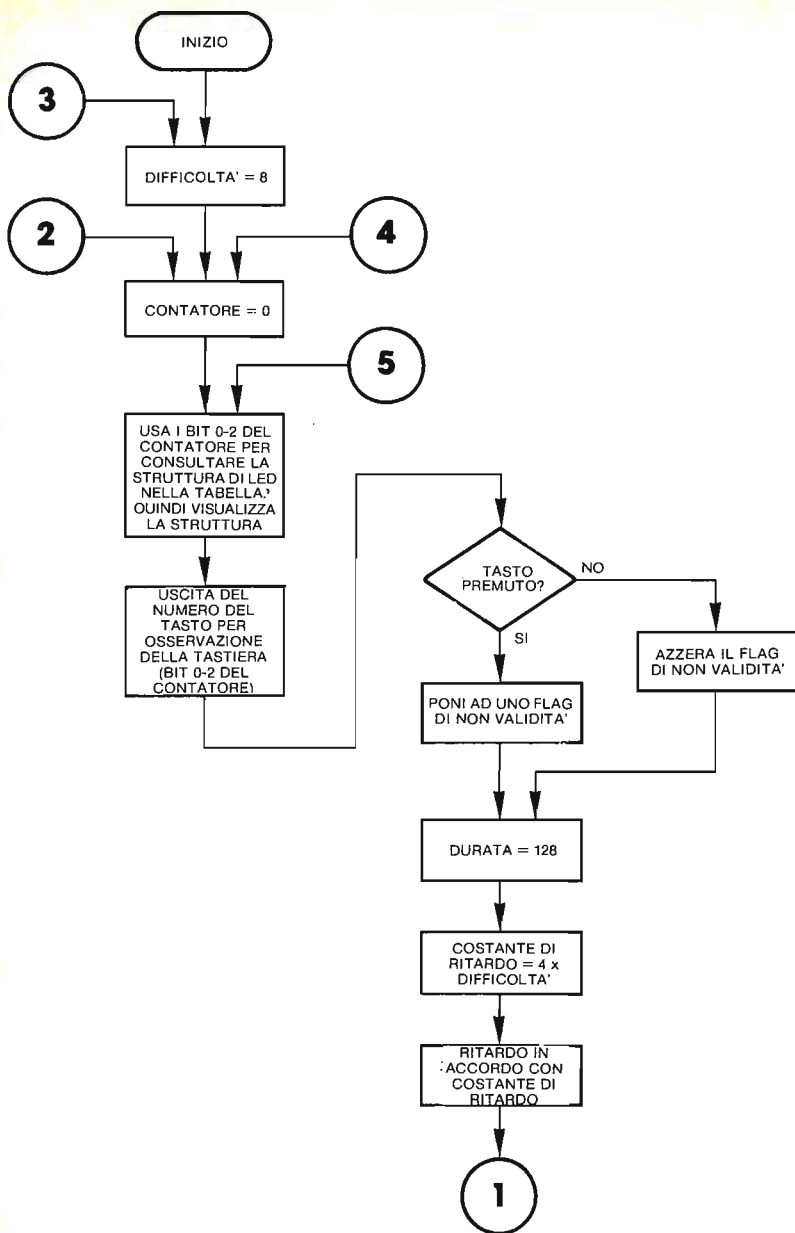 INIZIO
3
DIFFICOLTA' = 8
2
4
CONTATORE = 0
5
USA I BIT 0-2 DEL
CONTATORE PER
CONSULTARE LA
STRUTTURA DI LED
NELLA TABELLA,
QUINDI VISUALIZZA
LA STRUTTURA
USCITA DEL
NUMERO DEL
TASTO PER
OSSERVAZIONE
DELLA TASTIERA
(BIT 0-2 DEL
CONTATORE)
TASTO
PREMUTO?
NO
SI
AZZERA IL FLAG
DI NON VALIDITA'
PONI AD UNO FLAG
DI NON VALIDITA'
DURATA = 128
COSTANTE DI
RITARDO = 4 x
DIFFICOLTA'
RITARDO IN
ACCORDO CON
COSTANTE DI
RITARDO
1